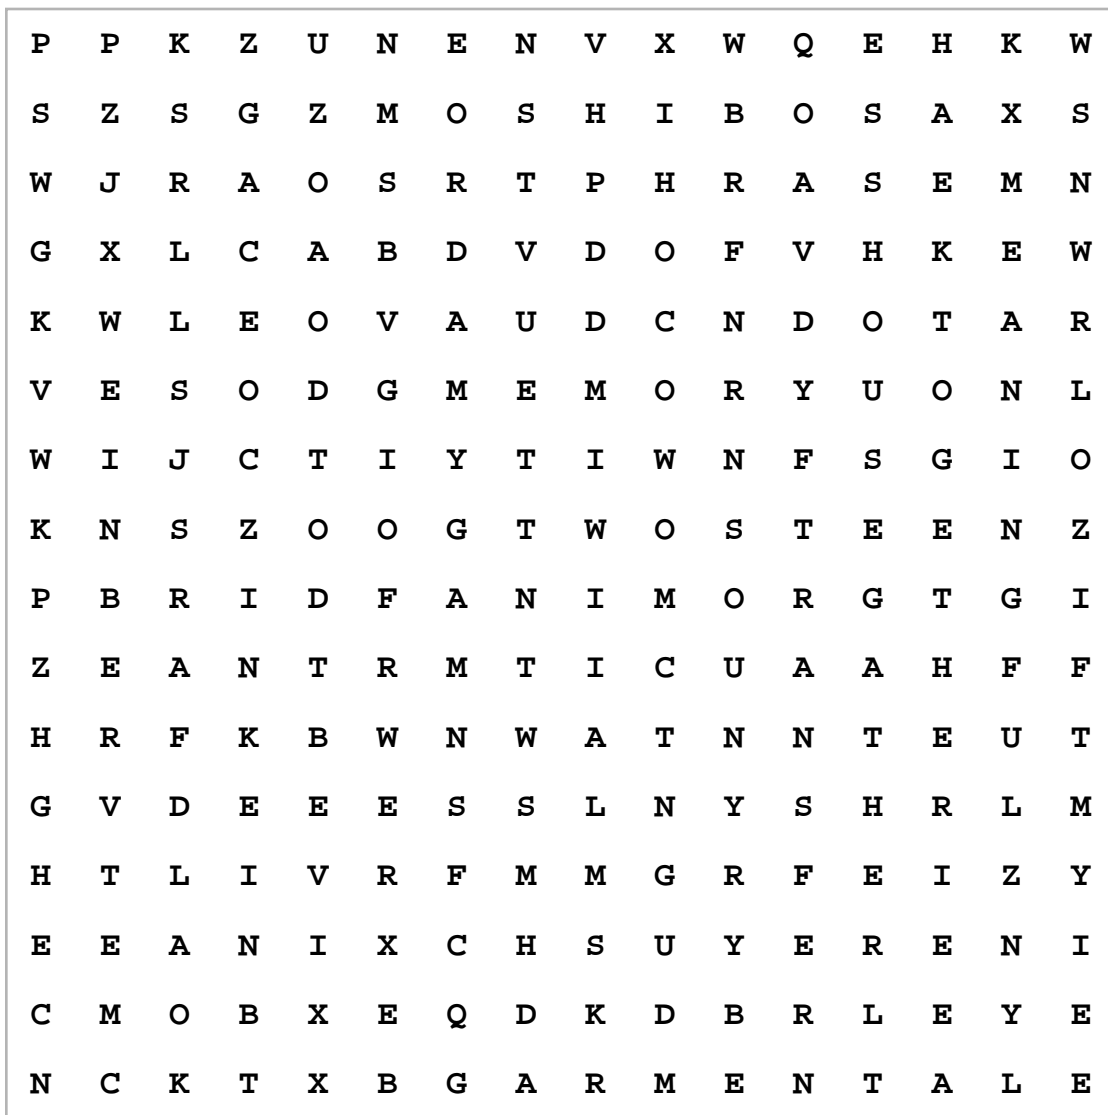 P P K Z U N E N V X W Q E H K W
S Z S G Z M O S H I B O S A X S
W J R A O S R T P H R A S E M N
G X L C A B D V D O F V H K E W
K W L E O V A U D C N D O T A R
V E S O D G M E M O R Y U O N L
W I J C T I Y T I W N F S G I O
K N S Z O O G T W O S T E E N Z
P B R I D F A N I M O R G T G I
Z E A N T R M T I C U A A H F F
H R F K B W N W A T N N T E U T
G V D E E E S S L N Y S H R L M
H T L I V R F M M G R F E I Z Y
E E A N I X C H S U Y E R E N I
C M O B X E Q D K D B R L E Y E
N C K T X B G A R M E N T A L E